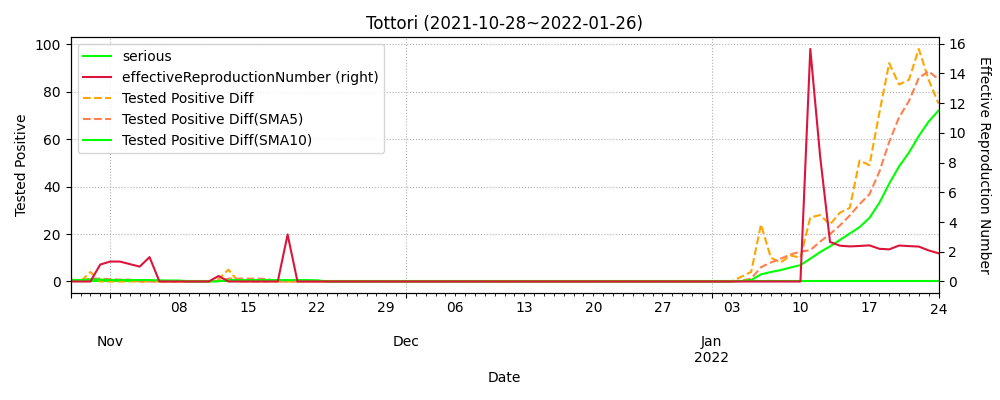 Tottori (2021-10-28~2022-01-26)
serious
effectiveReproductionNumber (right)
Tested Positive Diff
Tested Positive Diff(SMA5)
Tested Positive Diff(SMA10)
Tested Positive
100
80
60
40
20
0
16
14
12
10
8
6
4
2
0
Effective Reproduction Number
08 15 22 29 06 13 20 27 03 10 17 24
Nov Dec Jan
2022
Date